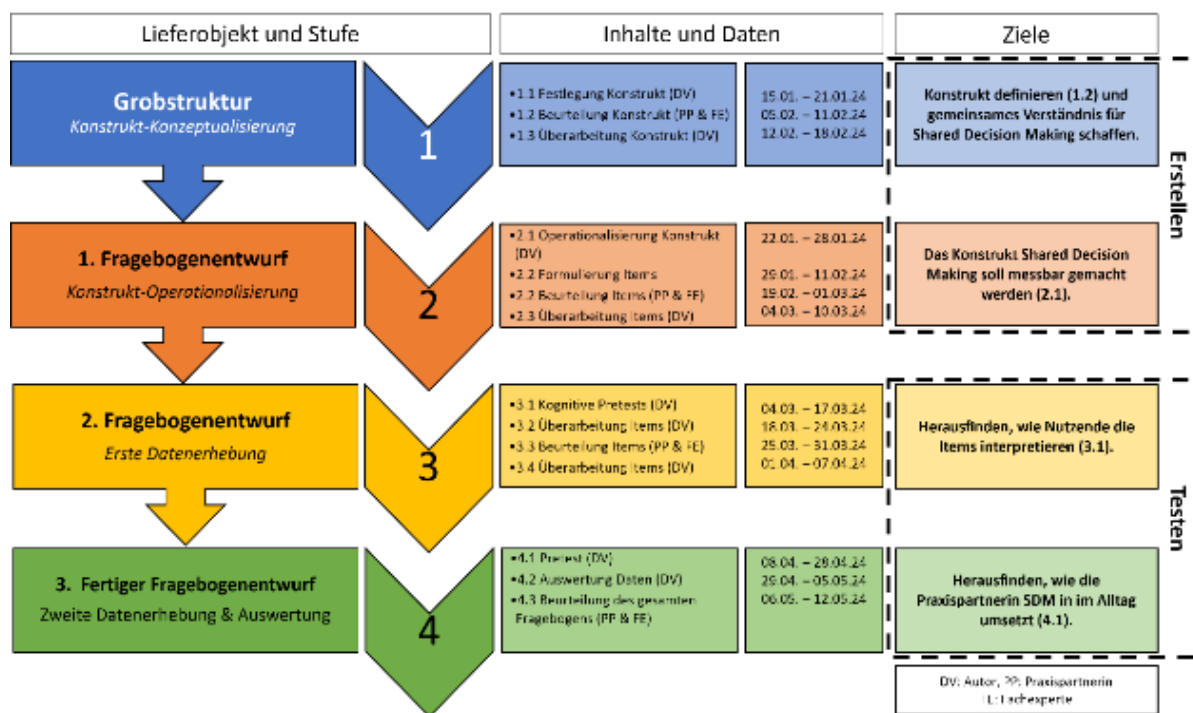 Lieferobjekt und Stufe
Inhalte und Daten
Ziele
Grobstruktur
Konstrukt-Konzeptualisierung
1
•1.1 Festlegung Konstrukt (DV)
•1.2 Beurteilung Konstrukt (PP & FE)
•1.3 Überarbeitung Konstrukt (DV)
15.01. – 21.01.24
05.02. – 11.02.24
12.02. – 18.02.24
Konstrukt definieren (1.2) und
gemeinsames Verständnis für
Shared Decision Making schaffen.
Erstellen
1. Fragebogenentwurf
Konstrukt-Operationalisierung
2
•2.1 Operationalisierung Konstrukt
(DV)
•2.2 Formulierung Items
•2.2 Beurteilung Items (PP & FE)
•2.3 Überarbeitung Items (DV)
22.01. – 28.01.24
29.01. – 11.02.24
19.02. – 01.03.24
04.03. – 10.03.24
Das Konstrukt Shared Decision
Making soll messbar gemacht
werden (2.1).
2. Fragebogenentwurf
Erste Datenerhebung
3
•3.1 Kognitive Pretests (DV)
•3.2 Überarbeitung Items (DV)
•3.3 Beurteilung Items (PP & FE)
•3.4 Überarbeitung Items (DV)
04.03. – 17.03.24
18.03. – 24.03.24
25.03. – 31.03.24
01.04. – 07.04.24
Herausfinden, wie Nutzende die
Items interpretieren (3.1).
Testen
3. Fertiger Fragebogenentwurf
Zweite Datenerhebung & Auswertung
4
•4.1 Pretest (DV)
•4.2 Auswertung Daten (DV)
•4.3 Beurteilung des gesamten
Fragebogens (PP & FE)
08.04. – 28.04.24
29.04. – 05.05.24
06.05. – 12.05.24
Herausfinden, wie die
Praxispartnerin SDM in im Alltag
umsetzt (4.1).
DV: Autor, PP: Praxispartnerin
FE: Fachexperte